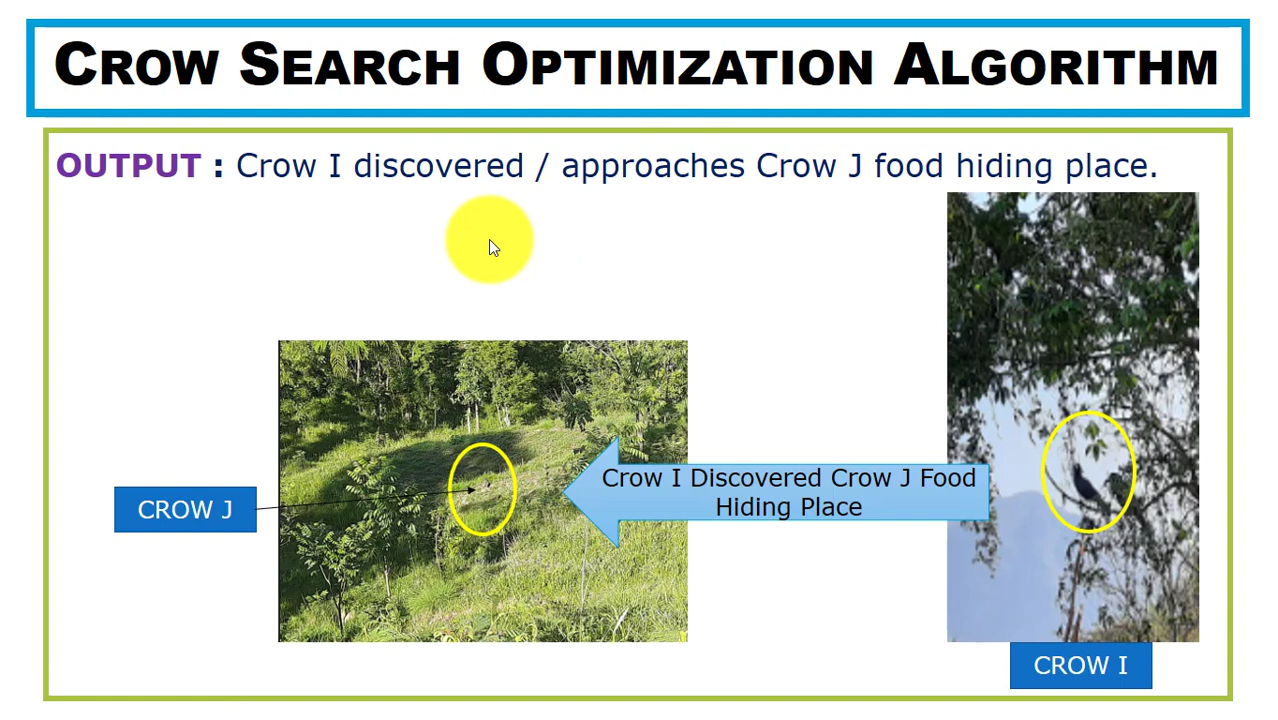 CROW SEARCH OPTIMIZATION ALGORITHM
OUTPUT : Crow I discovered / approaches Crow J food hiding place.
Crow I Discovered Crow J Food
Hiding Place
CROW J
CROW I